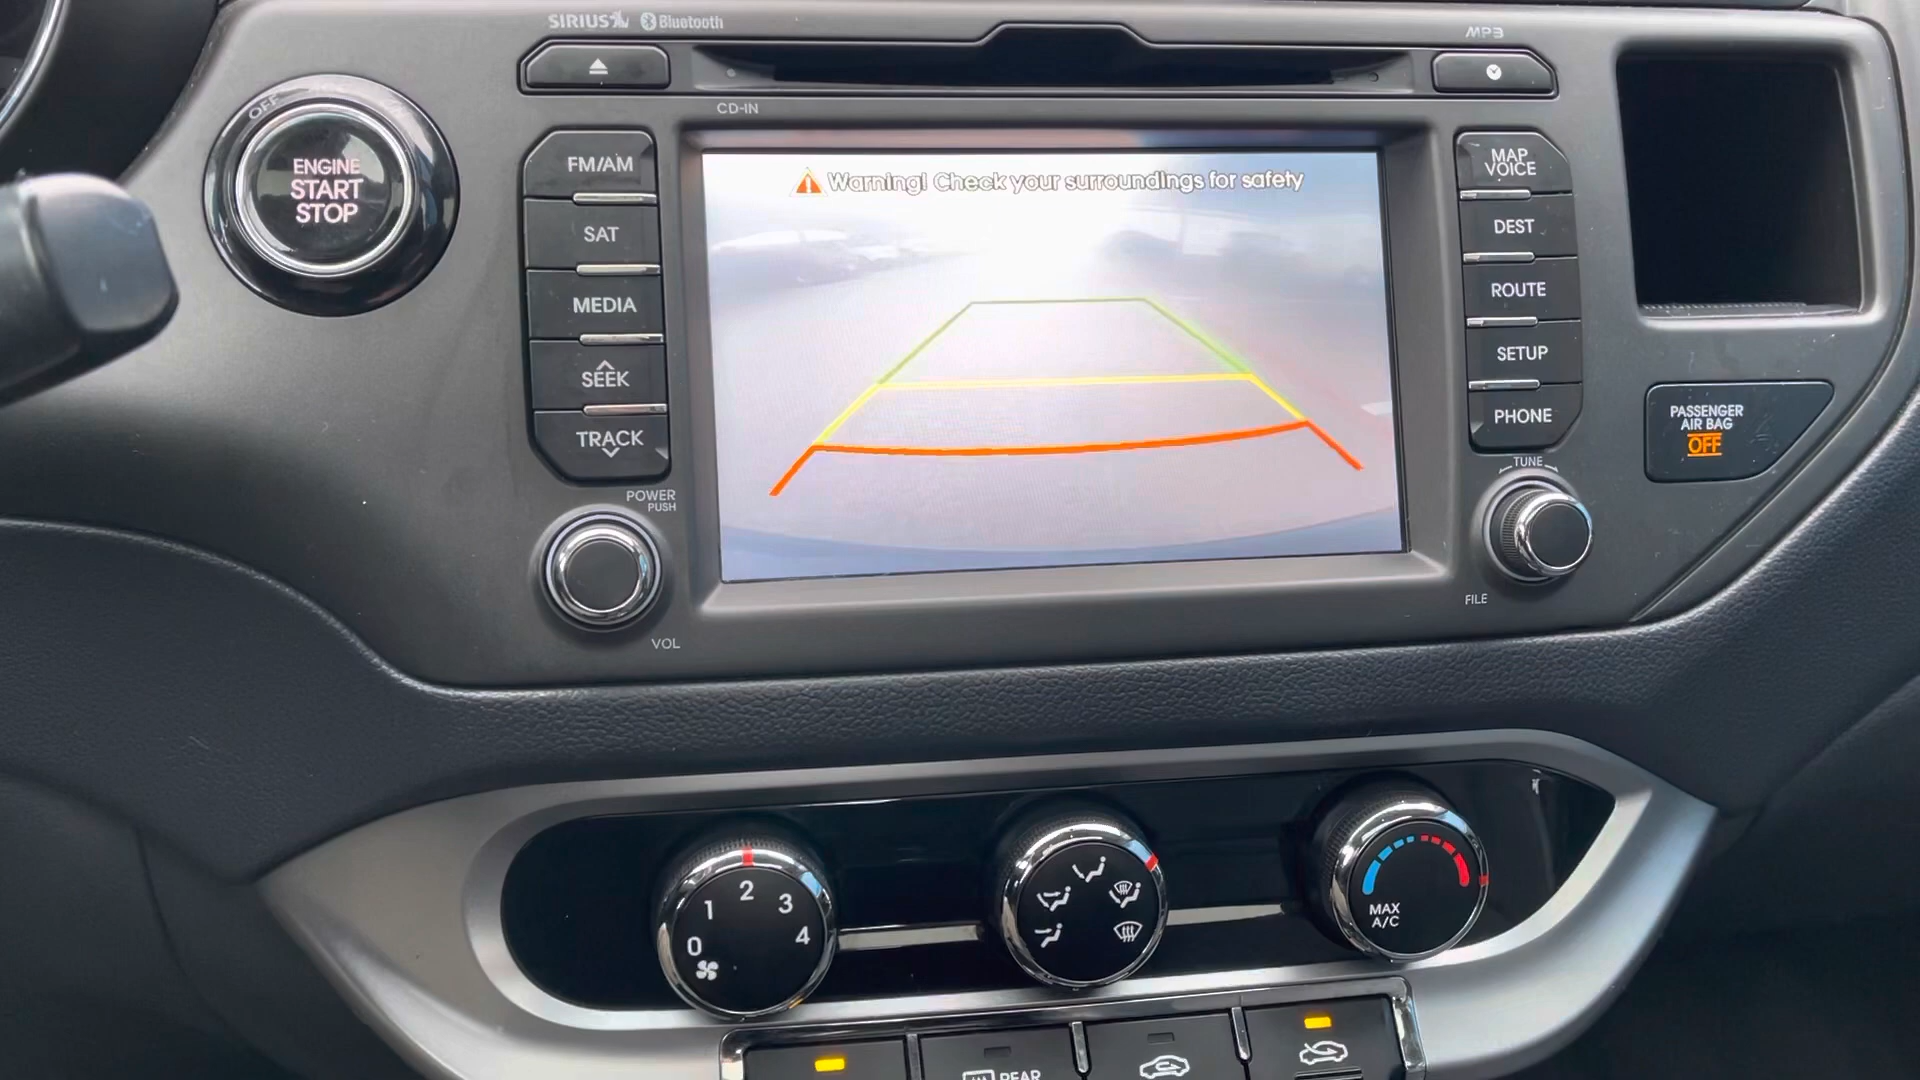 SIRIUS Bluetooth
MP3
CD-IN
OFF
ENGINE
START
STOP
FM/AM
SAT
MEDIA
SEEK
TRACK
POWER
PUSH
VOL
Warning! Check your surroundings for safety
MAP
VOICE
DEST
ROUTE
SETUP
PHONE
TUNE
FILE
PASSENGER
AIR BAG
OFF
0 1 2 3 4
MAX
A/C
REAR